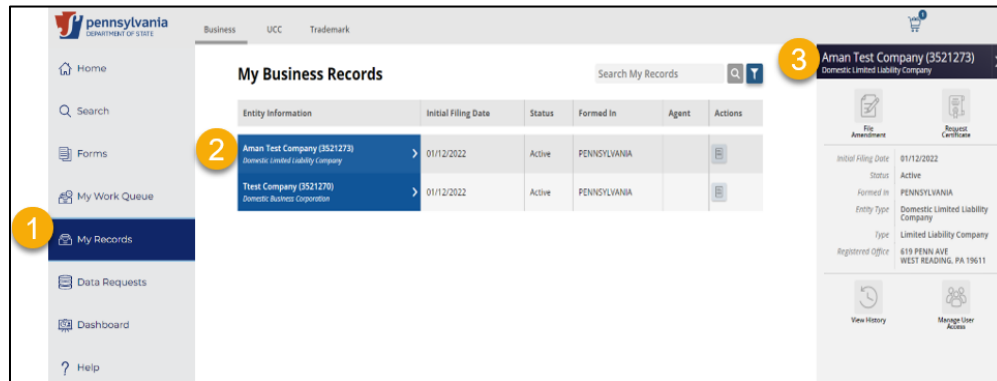 pennsylvania
DEPARTMENT OF STATE
Business UCC Trademark
1
Home
Search
Forms
My Work Queue
1
My Records
Data Requests
Dashboard
? Help
My Business Records
Search My Records
Entity Information Initial Filing Date Status Formed In Agent Actions
2
Aman Test Company (3521273) 01/12/2022 Active PENNSYLVANIA
Domestic Limited Liability Company
Ttest Company (3521270) 01/12/2022 Active PENNSYLVANIA
Domestic Business Corporation
3
Aman Test Company (3521273)
Domestic Limited Liability Company
File
Amendment
Request
Certificate
Initial Filing Date 01/12/2022
Status Active
Formed In PENNSYLVANIA
Entity Type Domestic Limited Liability
Company
Type Limited Liability Company
Registered Office 619 PENN AVE
WEST READING, PA 19611
View History
Manage User
Access